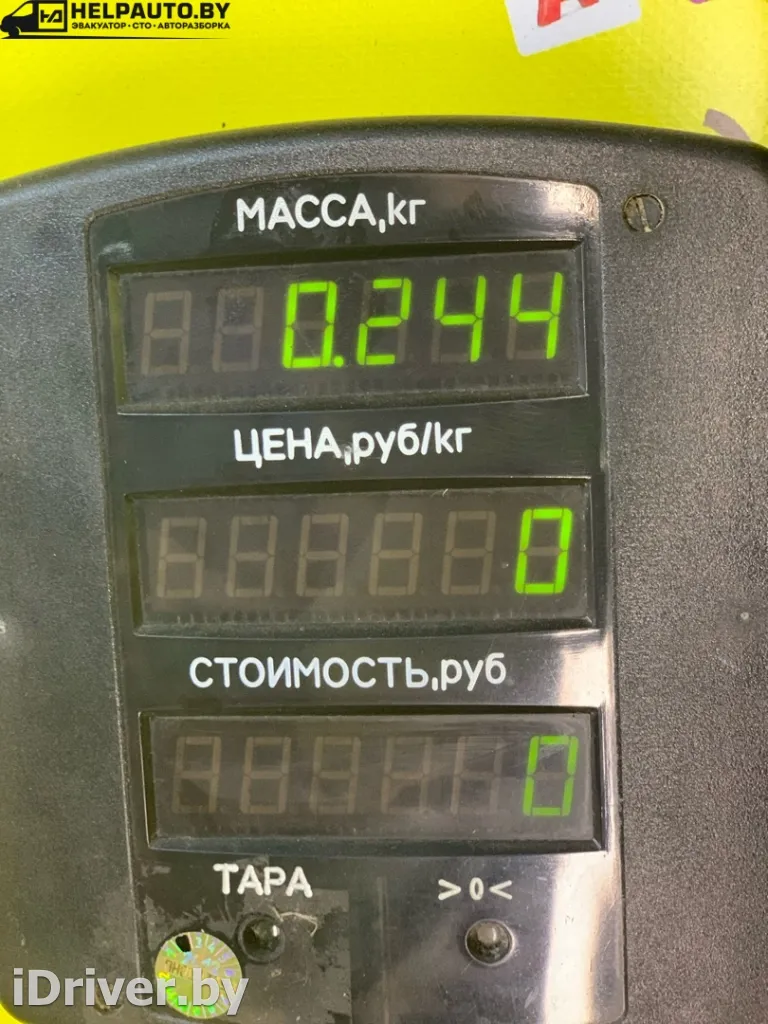 HELPAUTO.BY
ЭВАКУАТОР·СТО·АВТОРАЗБОРКА
МАССА,кг
0.244
ЦЕНА,руб/кг
0
СТОИМОСТЬ,руб
0
ТАРА >0<
iDriver.by